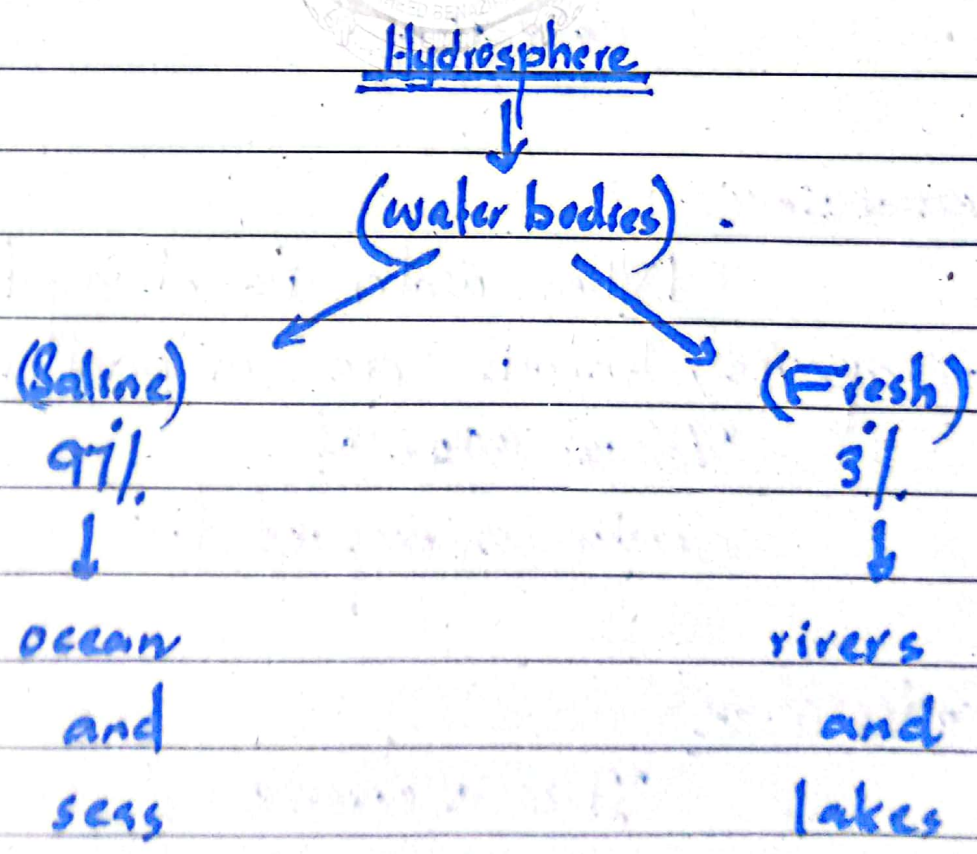 Hydrosphere
(water bodies).
(Saline) (Fresh)
97% 3%
ocean rivers
and and
seas lakes